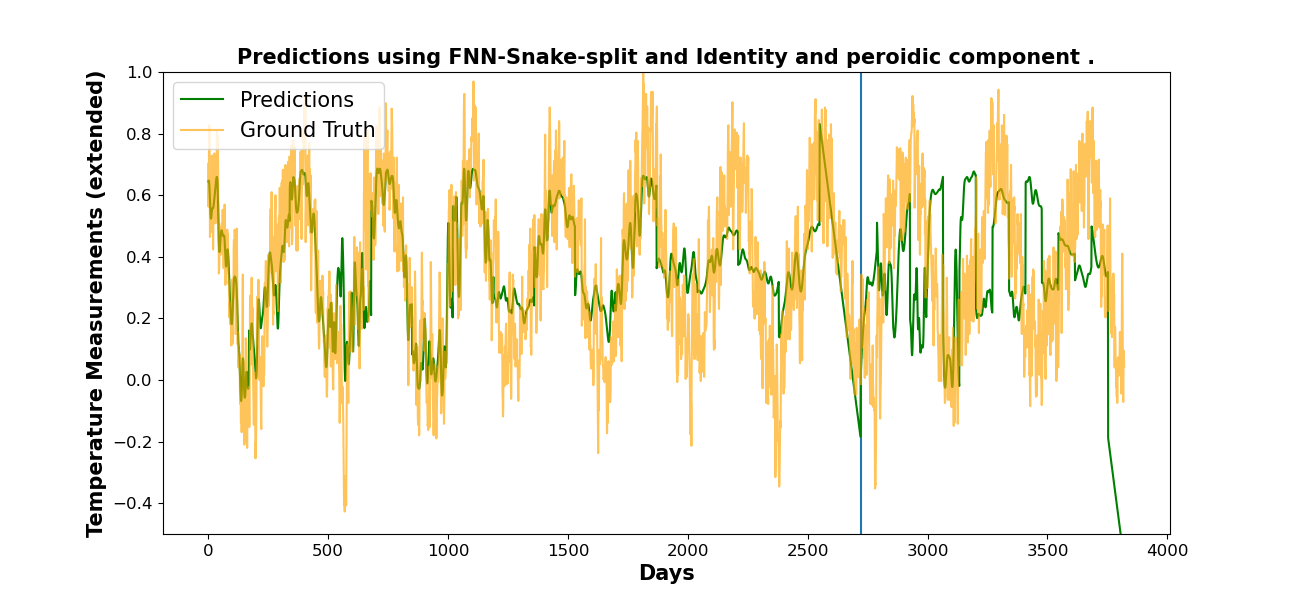 Predictions using FNN-Snake-split and Identity and peroidic component .
Temperature Measurements (extended)
1.0
0.8
0.6
0.4
0.2
0.0
−0.2
−0.4
Predictions
Ground Truth
0 500 1000 1500 2000 2500 3000 3500 4000
Days